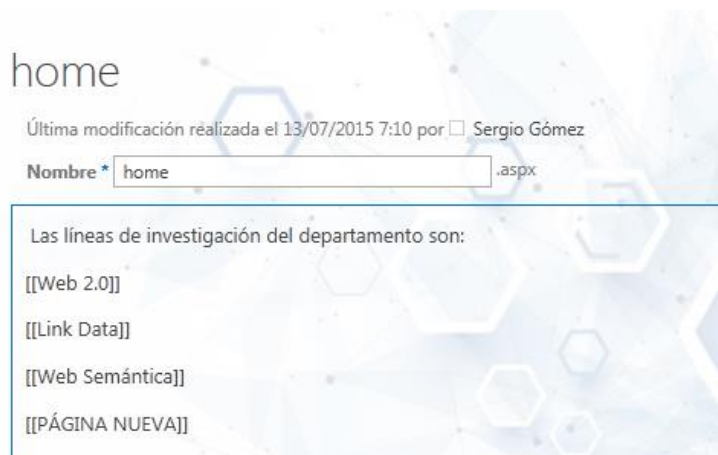 home
Última modificación realizada el 13/07/2015 7:10 por Sergio Gómez
Nombre * home .aspx
Las líneas de investigación del departamento son:
[[Web 2.0]]
[[Link Data]]
[[Web Semántica]]
[[PÁGINA NUEVA]]